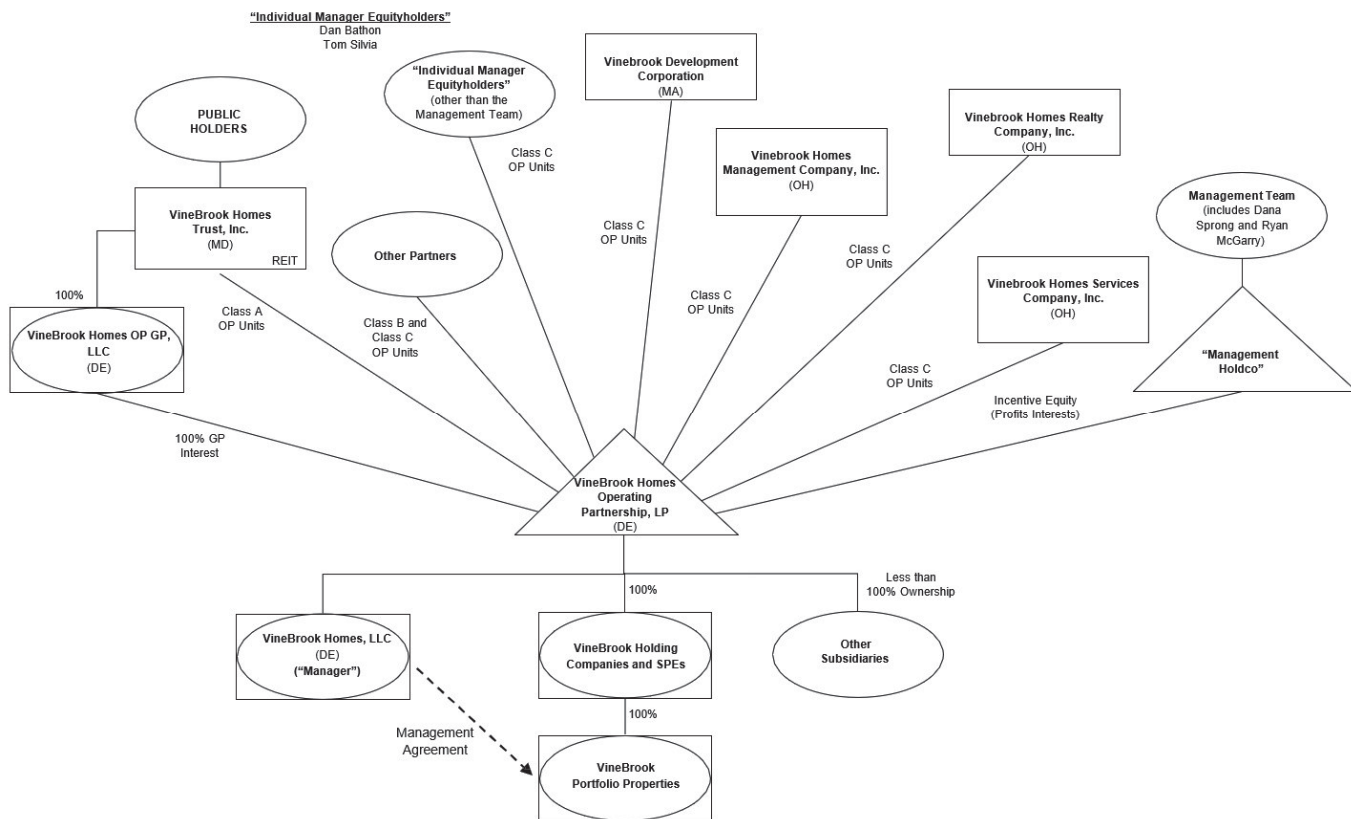 “Individual Manager Equityholders”
Dan Bathon
Tom Silvia
PUBLIC
HOLDERS
“Individual Manager
Equityholders”
(other than the
Management Team)
Vinebrook Development
Corporation
(MA)
Vinebrook Homes
Management Company, Inc.
(OH)
Vinebrook Homes Realty
Company, Inc.
(OH)
Management Team
(includes Dana
Sprong and Ryan
McGarry)
VineBrook Homes
Trust, Inc.
(MD)
REIT
Other Partners
Vinebrook Homes Services
Company, Inc.
(OH)
“Management
Holdco”
100%
VineBrook Homes OP GP,
LLC
(DE)
Class A
OP Units
Class B and
Class C
OP Units
Class C
OP Units
Class C
OP Units
Class C
OP Units
Class C
OP Units
Class C
OP Units
Incentive Equity
(Profits Interests)
100% GP
Interest
VineBrook Homes
Operating
Partnership, LP
(DE)
100%
Less than
100% Ownership
VineBrook Homes, LLC
(DE)
(“Manager”)
VineBrook Holding
Companies and SPEs
Other
Subsidiaries
100%
Management
Agreement
VineBrook
Portfolio Properties